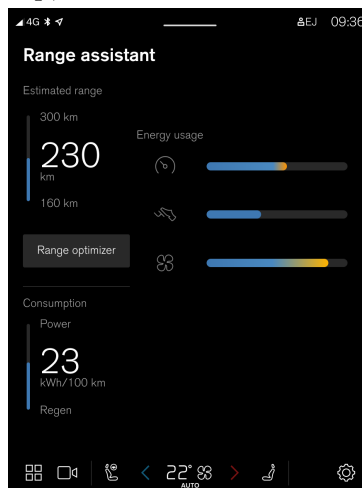 4G
EJ 09:36
Range assistant
Estimated range
300 km
230
km
160 km
Range optimizer
Energy usage
Consumption
Power
23
kWh/100 km
Regen
22°
AUTO